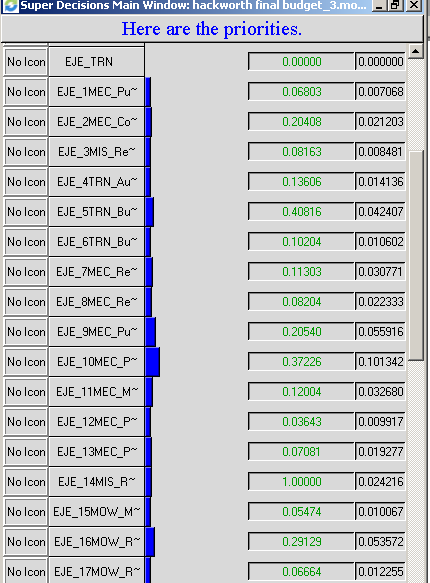 Super Decisions Main Window: hackworth final budget_3.mo...
Here are the priorities.
No Icon EJE_TRN 0.00000 0.000000
No Icon EJE_1MEC_Pu~ 0.06803 0.007068
No Icon EJE_2MEC_Co~ 0.20408 0.021203
No Icon EJE_3MIS_Re~ 0.08163 0.008481
No Icon EJE_4TRN_Au~ 0.13606 0.014136
No Icon EJE_5TRN_Bu~ 0.40816 0.042407
No Icon EJE_6TRN_Bu~ 0.10204 0.010602
No Icon EJE_7MEC_Re~ 0.11303 0.030771
No Icon EJE_8MEC_Re~ 0.08204 0.022333
No Icon EJE_9MEC_Pu~ 0.20540 0.055916
No Icon EJE_10MEC_P~ 0.37226 0.101342
No Icon EJE_11MEC_M~ 0.12004 0.032680
No Icon EJE_12MEC_P~ 0.03643 0.009917
No Icon EJE_13MEC_P~ 0.07081 0.019277
No Icon EJE_14MIS_R~ 1.00000 0.024216
No Icon EJE_15MOW_M~ 0.05474 0.010067
No Icon EJE_16MOW_R~ 0.29129 0.053572
No Icon EJE_17MOW_R~ 0.06664 0.012255